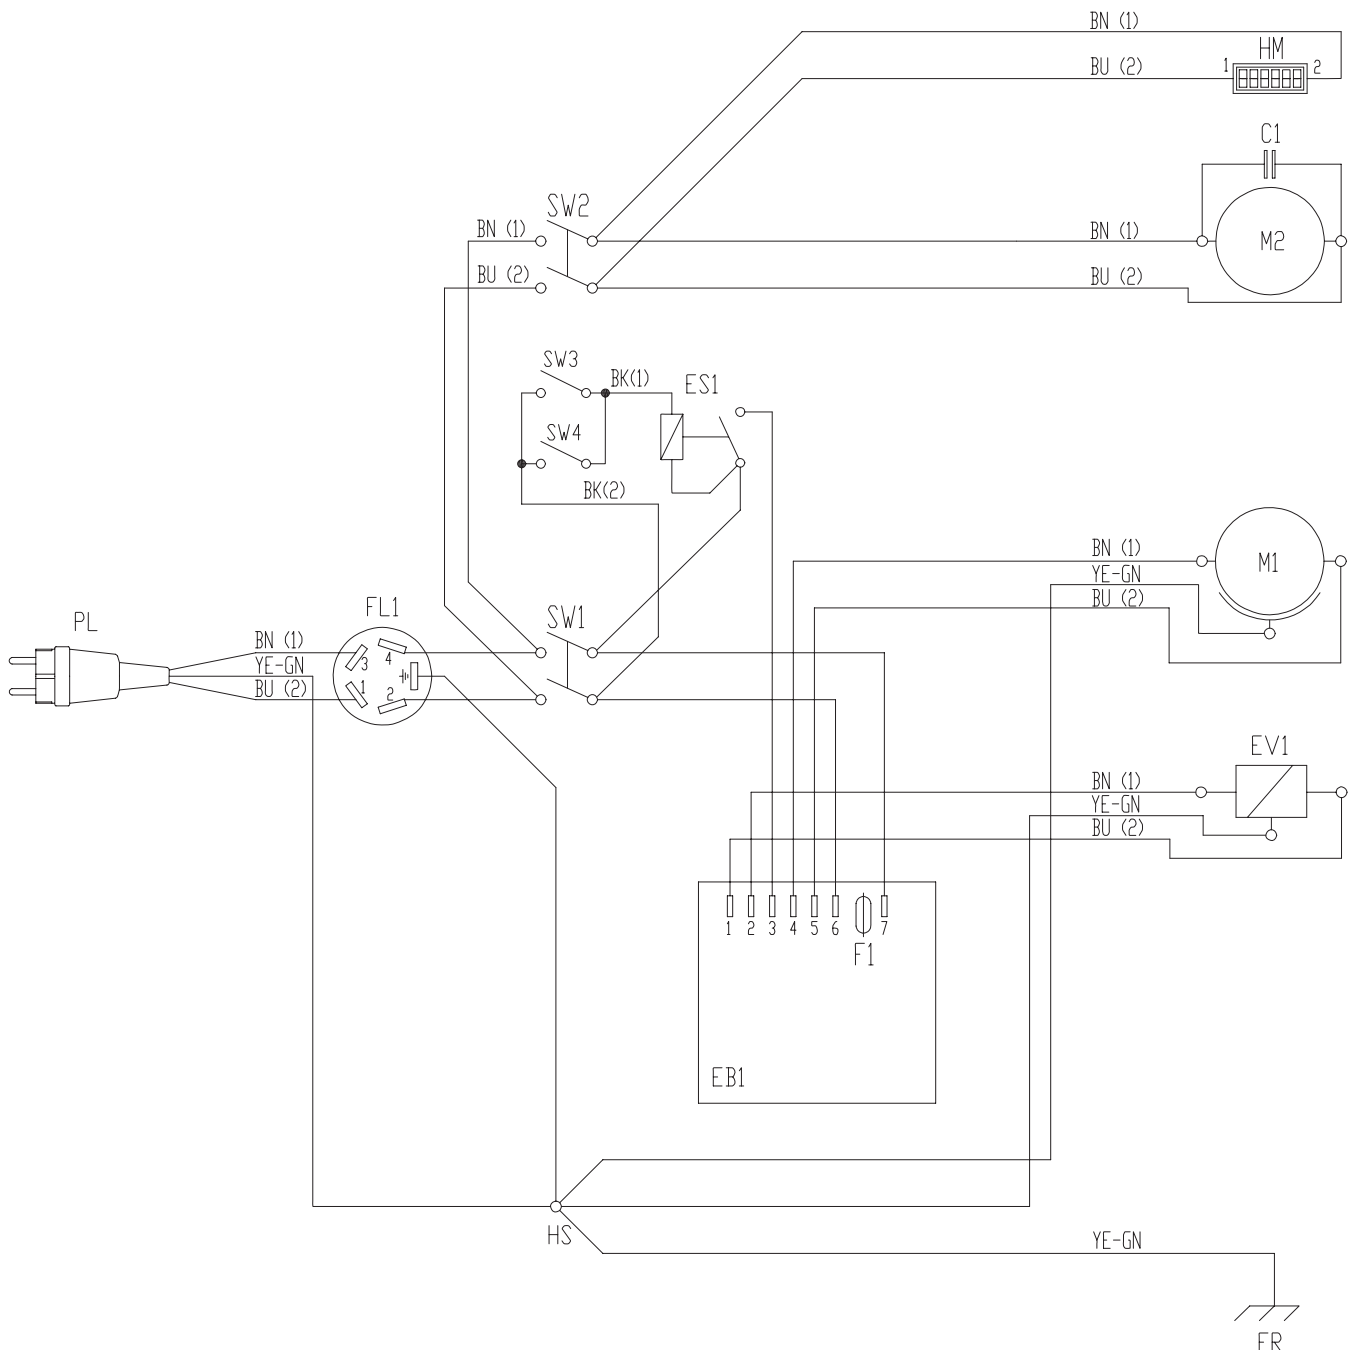 BN (1)
HM
1 2
BU (2)
C1
SW2
BN (1)
BN (1)
M2
BU (2)
BU (2)
SW3
BK(1)
ES1
SW4
BK(2)
BN (1)
M1
YE-GN
BU (2)
PL
FL1
SW1
BN (1)
3 4
YE-GN
BU (2)
1 2
EV1
BN (1)
YE-GN
BU (2)
1 2 3 4 5 6 7
F1
EB1
HS
YE-GN
FR